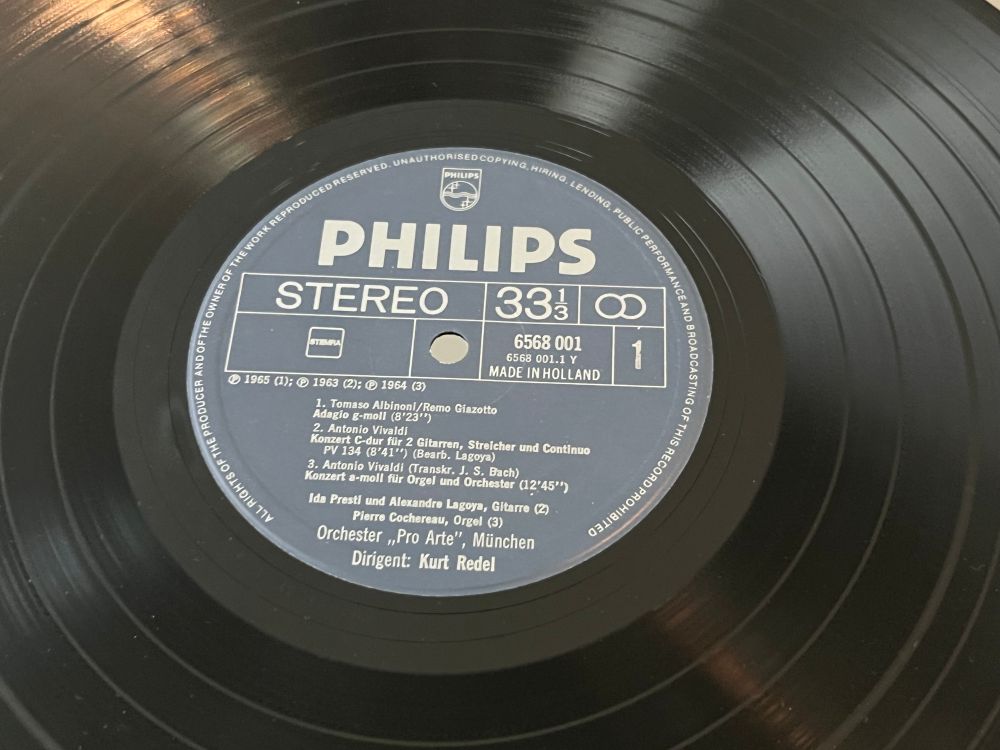 ALL RIGHTS OF THE PRODUCER AND OF THE OWNER OF THE WORK REPRODUCED RESERVED. UNAUTHORISED COPYING, HIRING, LENDING, PUBLIC PERFORMANCE AND BROADCASTING OF THIS RECORD PROHIBITED
PHILIPS
PHILIPS
STEREO 33 1/3
STEMRA
6568 001
6568 001.1 Y
MADE IN HOLLAND
1
℗ 1965 (1); ℗ 1963 (2); ℗ 1964 (3)
1. Tomaso Albinoni/Remo Giazotto
Adagio g-moll (8'23'')
2. Antonio Vivaldi
Konzert C-dur für 2 Gitarren, Streicher und Continuo
PV 134 (8'41'') (Bearb. Lagoya)
3. Antonio Vivaldi (Transkr. J. S. Bach)
Konzert a-moll für Orgel und Orchester (12'45'')
Ida Presti und Alexandre Lagoya, Gitarre (2)
Pierre Cochereau, Orgel (3)
Orchester „Pro Arte", München
Dirigent: Kurt Redel